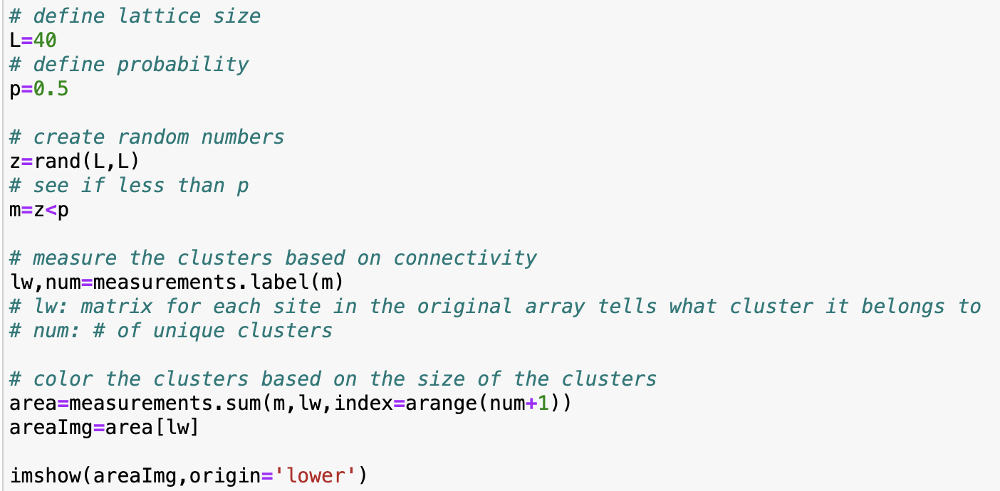 # define lattice size
L=40
# define probability
p=0.5
# create random numbers
z=rand(L,L)
# see if less than p
m=z<p
# measure the clusters based on connectivity
lw,num=measurements.label(m)
# lw: matrix for each site in the original array tells what cluster it belongs to
# num: # of unique clusters
# color the clusters based on the size of the clusters
area=measurements.sum(m,lw,index=arange(num+1))
areaImg=area[lw]
imshow(areaImg,origin='lower')